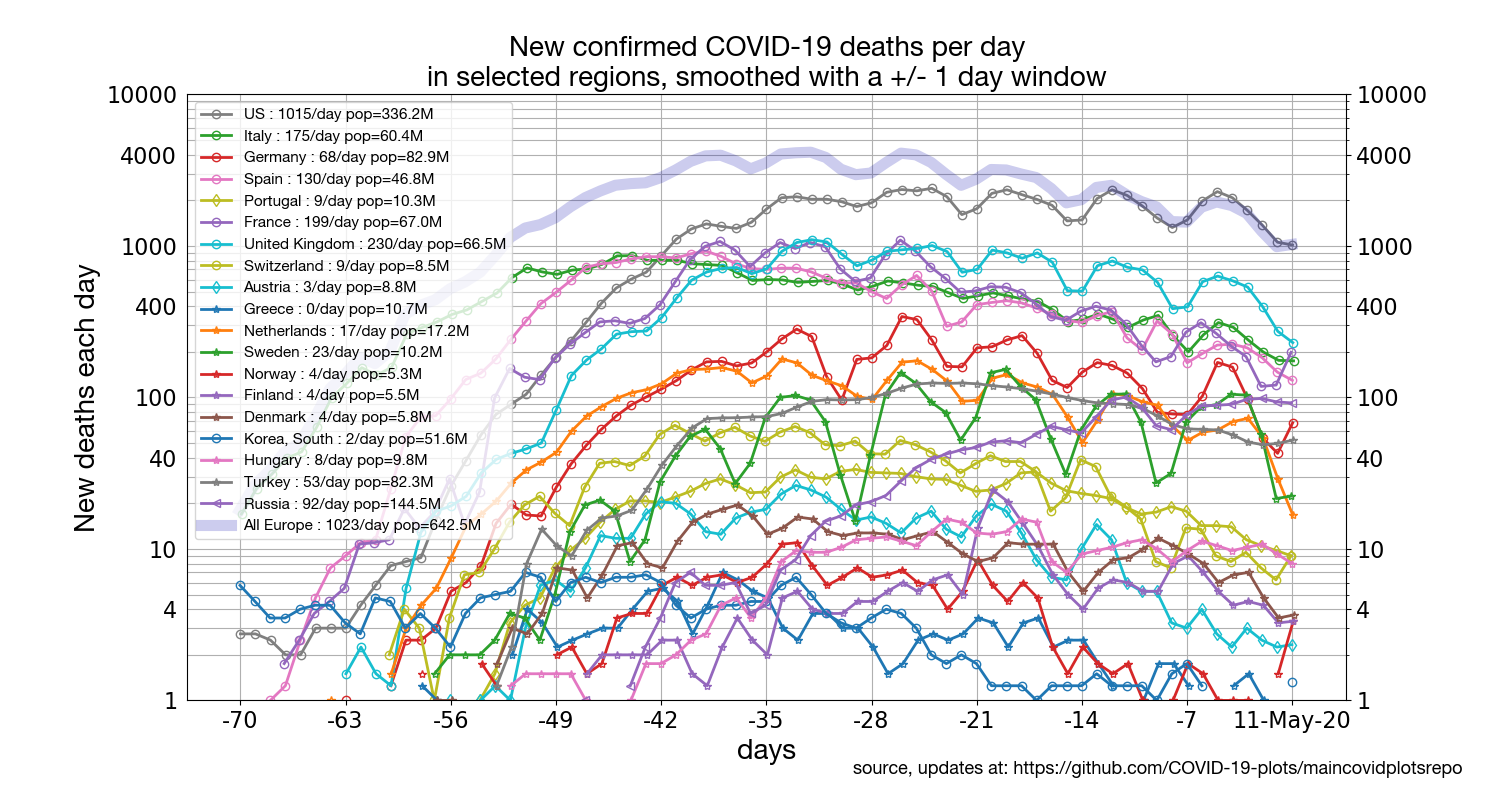 New confirmed COVID-19 deaths per day
in selected regions, smoothed with a +/- 1 day window
10000
4000
1000
400
100
40
10
4
1
New deaths each day
US : 1015/day pop=336.2M
Italy : 175/day pop=60.4M
Germany : 68/day pop=82.9M
Spain : 130/day pop=46.8M
Portugal : 9/day pop=10.3M
France : 199/day pop=67.0M
United Kingdom : 230/day pop=66.5M
Switzerland : 9/day pop=8.5M
Austria : 3/day pop=8.8M
Greece : 0/day pop=10.7M
Netherlands : 17/day pop=17.2M
Sweden : 23/day pop=10.2M
Norway : 4/day pop=5.3M
Finland : 4/day pop=5.5M
Denmark : 4/day pop=5.8M
Korea, South : 2/day pop=51.6M
Hungary : 8/day pop=9.8M
Turkey : 53/day pop=82.3M
Russia : 92/day pop=144.5M
All Europe : 1023/day pop=642.5M
10000
4000
1000
400
100
40
10
4
1
-70 -63 -56 -49 -42 -35 -28 -21 -14 -7 11-May-20
days
source, updates at: https://github.com/COVID-19-plots/maincovidplotsrepo